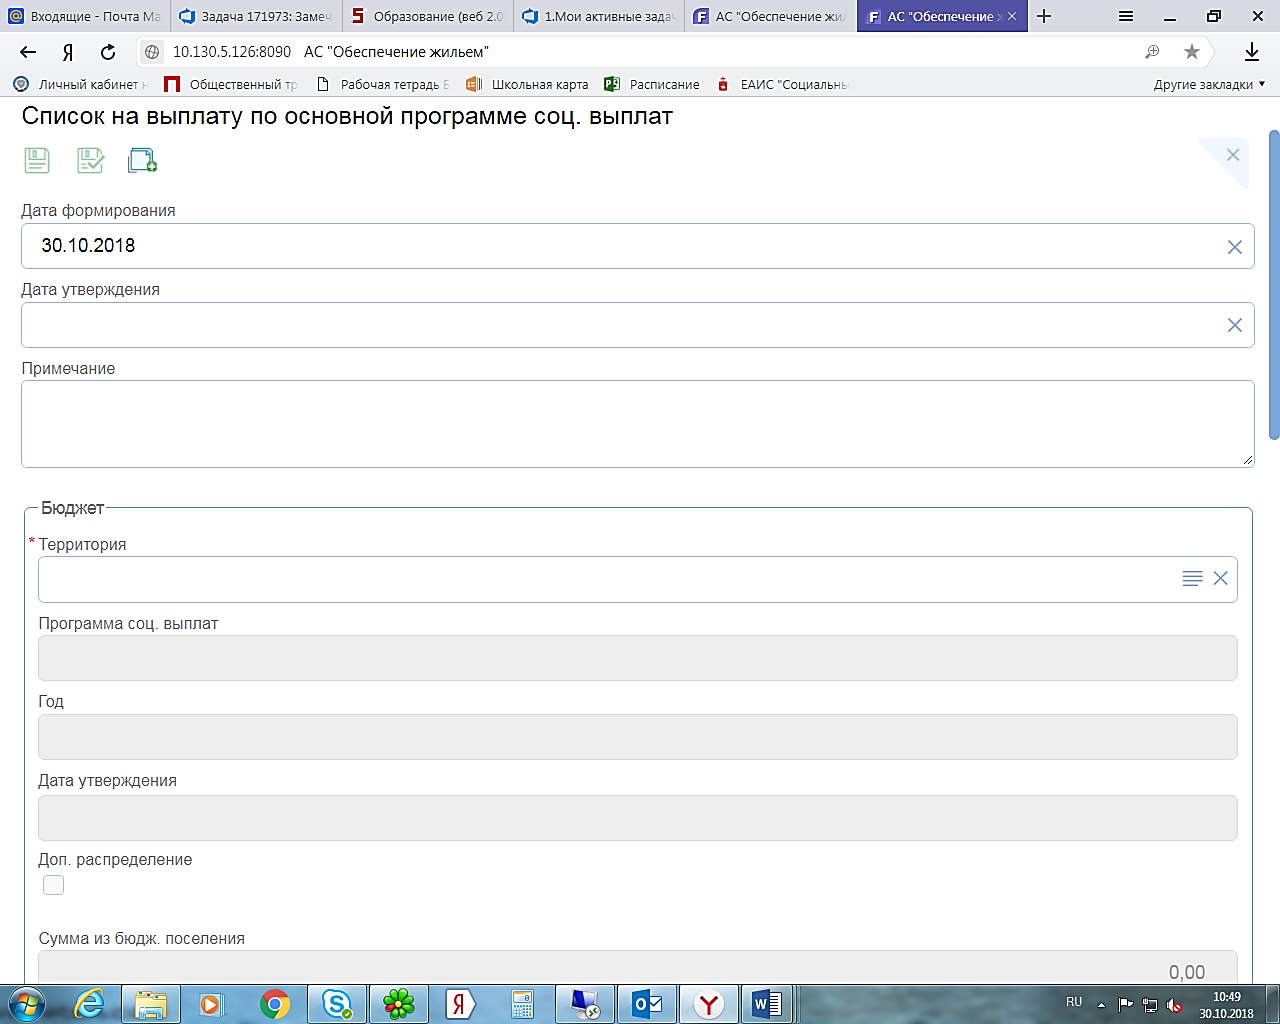 Входящие - Почта Ма
Задача 171973: Замеч
Образование (веб 2.0
1.Мои активные задач
АС "Обеспечение жил
АС "Обеспечение ж
10.130.5.126:8090 АС "Обеспечение жильем"
Личный кабинет н
Общественный тр
Рабочая тетрадь Б
Школьная карта
Расписание
ЕАИС "Социальны
Другие закладки
Список на выплату по основной программе соц. выплат
Дата формирования
30.10.2018
Дата утверждения
Примечание
Бюджет
* Территория
Программа соц. выплат
Год
Дата утверждения
Доп. распределение
Сумма из бюдж. поселения
0,00
RU
10:49
30.10.2018